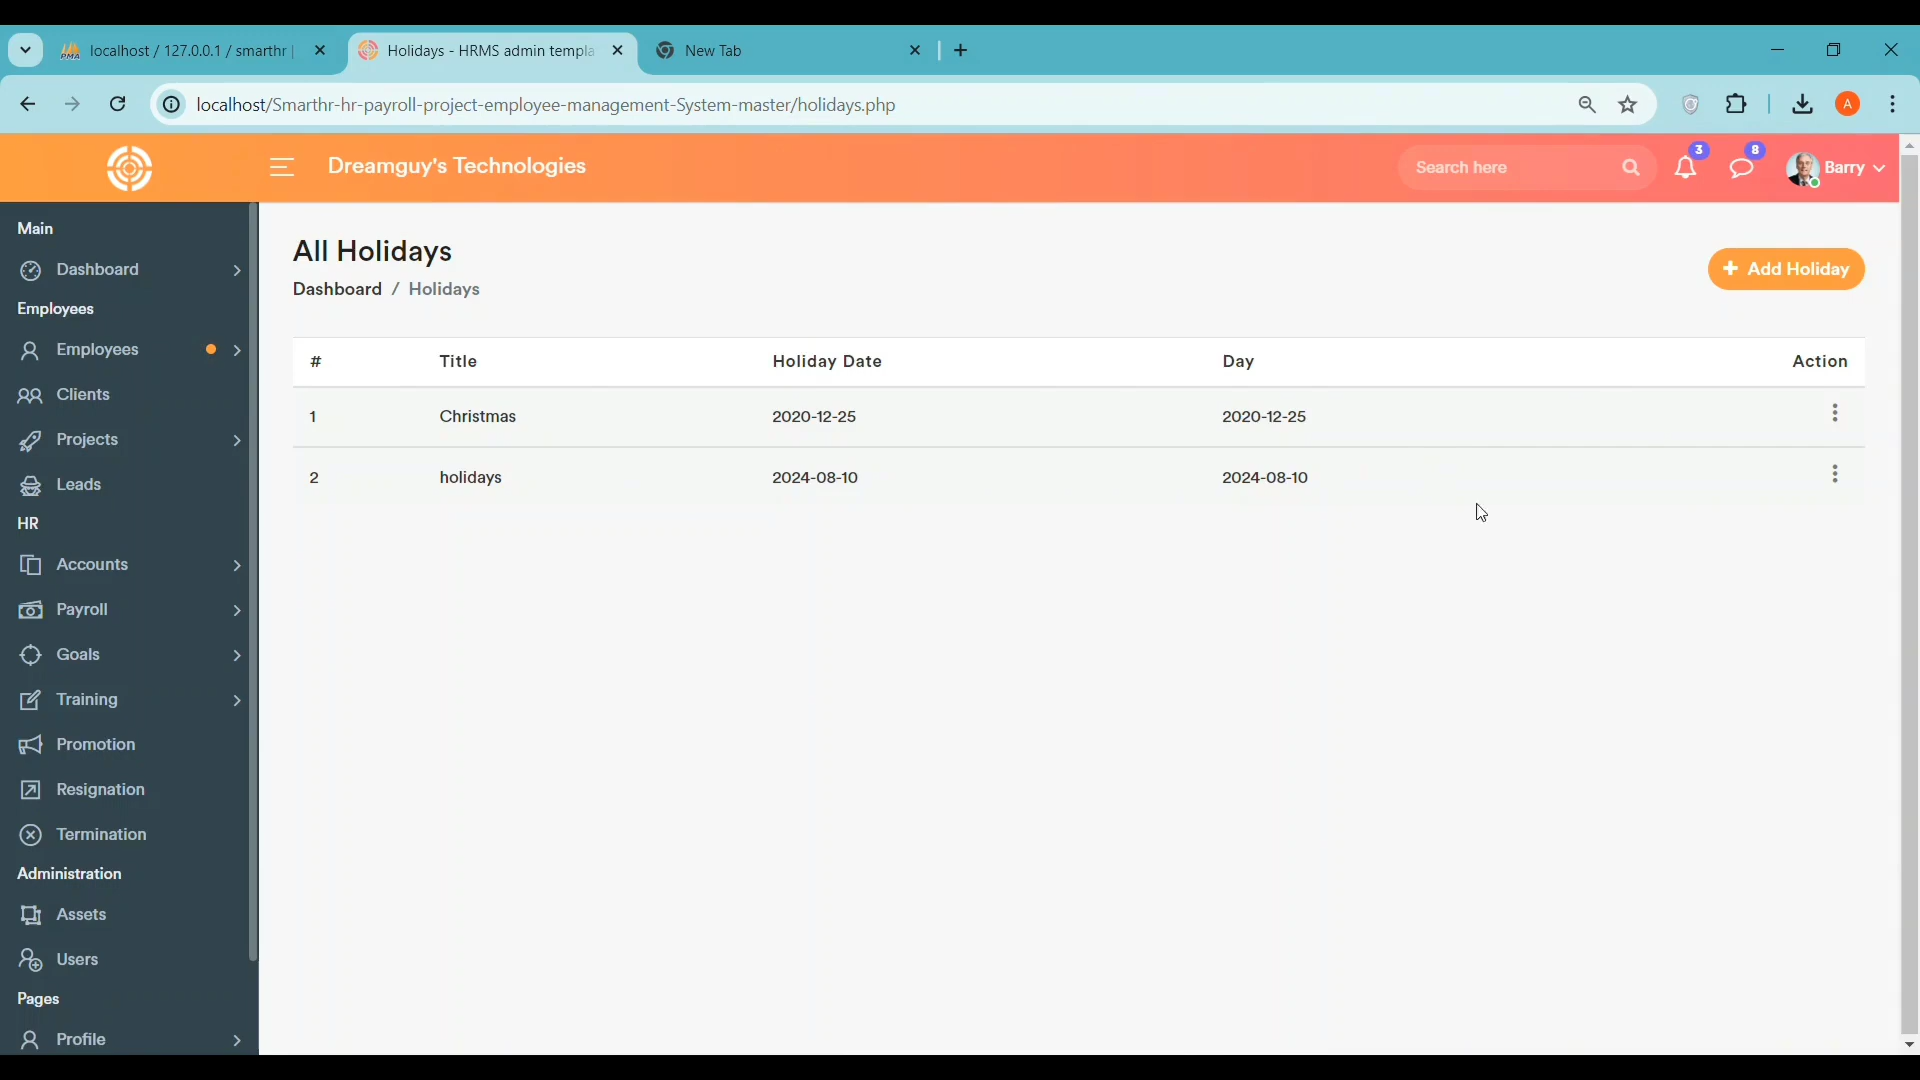 localhost / 127.0.0.1 / smarthr |
Holidays - HRMS admin templa
New Tab
localhost/Smarthr-hr-payroll-project-employee-management-System-master/holidays.php
A
Dreamguy's Technologies
Search here
3
8
Barry
Main
Dashboard
Employees
Employees
Clients
Projects
Leads
HR
Accounts
Payroll
Goals
Training
Promotion
Resignation
Termination
Administration
Assets
Users
Pages
Profile
All Holidays
Dashboard / Holidays
+ Add Holiday
# Title Holiday Date Day Action
1 Christmas 2020-12-25 2020-12-25
2 holidays 2024-08-10 2024-08-10